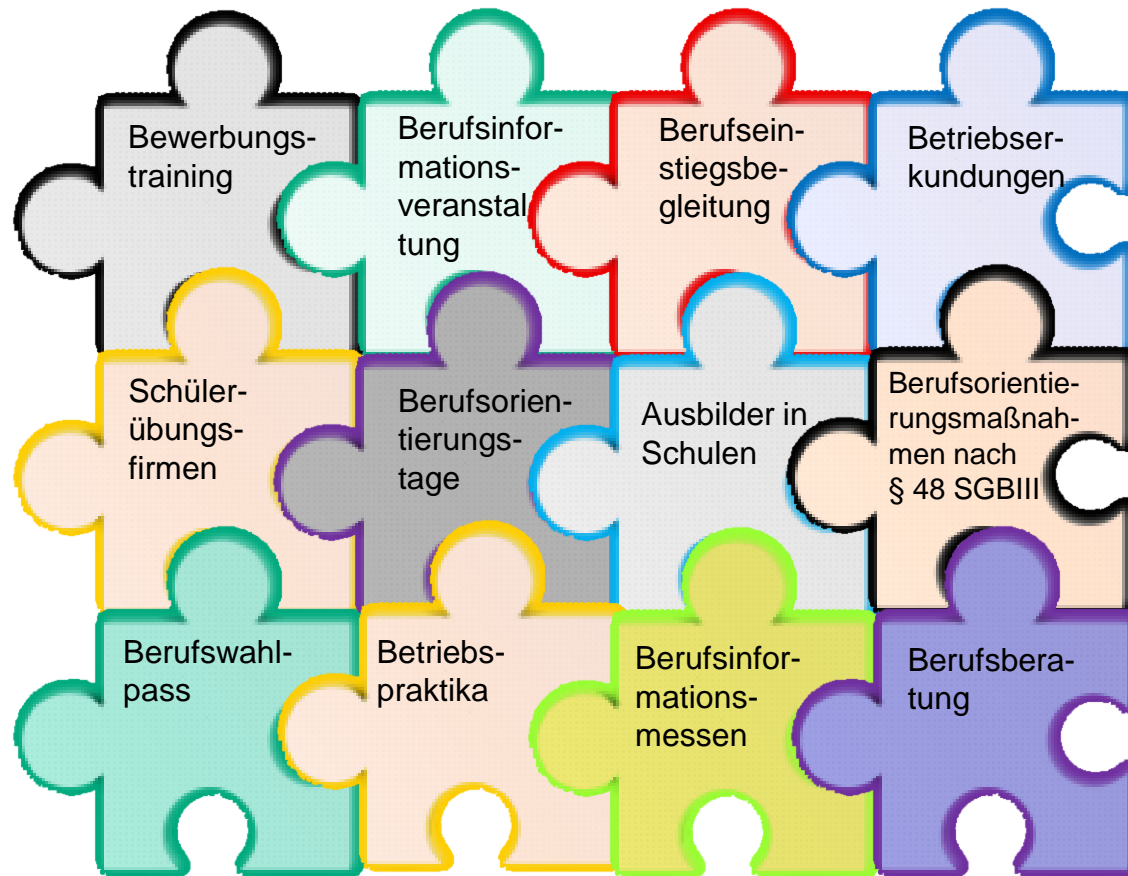 Bewerbungs-
training
Berufsinfor-
mations-
veranstal
tung
Berufsein-
stiegsbe-
gleitung
Betriebser-
kundungen
Schüler-
übungs-
firmen
Berufsorien-
tierungs-
tage
Ausbilder in
Schulen
Berufsorientie-
rungsmaßnah-
men nach
§ 48 SGBIII
Berufswahl-
pass
Betriebs-
praktika
Berufsinfor-
mations-
messen
Berufsbera-
tung